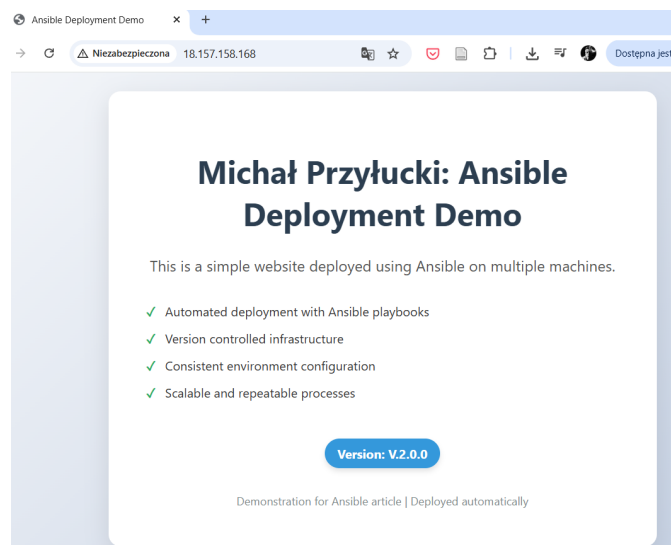 Ansible Deployment Demo
Niezabezpieczona 18.157.158.168 Dostępna jest
Michał Przyłucki: Ansible
Deployment Demo
This is a simple website deployed using Ansible on multiple machines.
✓ Automated deployment with Ansible playbooks
✓ Version controlled infrastructure
✓ Consistent environment configuration
✓ Scalable and repeatable processes
Version: V.2.0.0
Demonstration for Ansible article | Deployed automatically